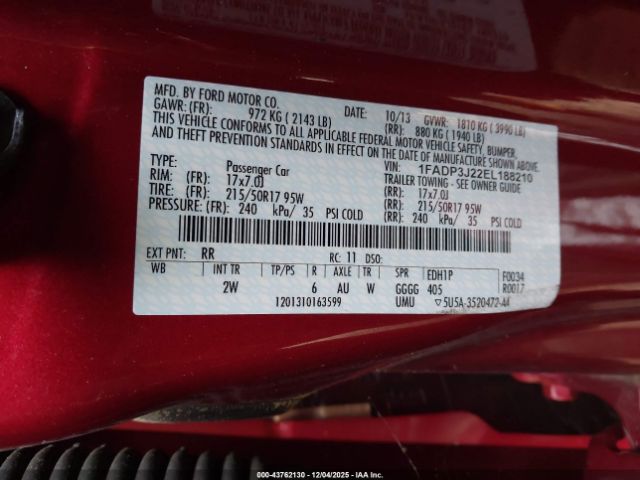 MFD. BY FORD MOTOR CO.
DATE: 10/13 GVWR: 1810 KG ( 3990 LB)
GAWR: (FR): 972 KG ( 2143 LB) (RR): 880 KG ( 1940 LB)
THIS VEHICLE CONFORMS TO ALL APPLICABLE FEDERAL MOTOR VEHICLE SAFETY, BUMPER,
AND THEFT PREVENTION STANDARDS IN EFFECT ON THE DATE OF MANUFACTURE SHOWN ABOVE.
VIN: 1FADP3J22EL188210
TYPE: Passenger Car TRAILER TOWING - SEE OWNER GUIDE
RIM: (FR): 17x7.0J (RR): 17x7.0J
TIRE: (FR): 215/50R17 95W (RR): 215/50R17 95W
PRESSURE: (FR): 240 kPa/ 35 PSI COLD (RR): 240 kPa/ 35 PSI COLD
EXT PNT: RR RC: 11 DSO:
WB INT TR TP/PS R AXLE TR SPR EDH1P F0034
2W 6 AU W GGGG 405 R0017
1201310163599 UMU ▽5U5A-3520472-AA
000-43762130 - 12/04/2025 - IAA Inc.